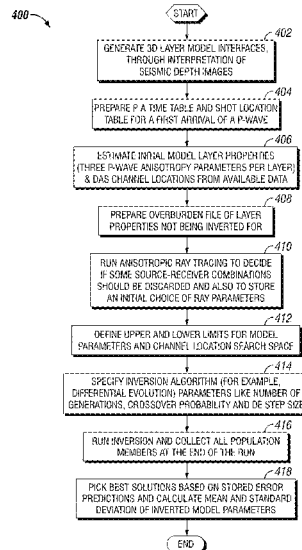 400
START
402
GENERATE 3D LAYER MODEL INTERFACES,
THROUGH INTERPRETATION OF
SEISMIC DEPTH IMAGES
404
PREPARE P A TIME TABLE AND SHOT LOCATION
TABLE FOR A FIRST ARRIVAL OF A P-WAVE
406
ESTIMATE INITIAL MODEL LAYER PROPERTIES
(THREE P-WAVE ANISOTROPY PARAMETERS PER LAYER)
& DAS CHANNEL LOCATIONS FROM AVAILABLE DATA
408
PREPARE OVERBURDEN FILE OF LAYER
PROPERTIES NOT BEING INVERTED FOR
410
RUN ANISOTROPIC RAY TRACING TO DECIDE
IF SOME SOURCE-RECEIVER COMBINATIONS
SHOULD BE DISCARDED AND ALSO TO STORE
AN INITIAL CHOICE OF RAY PARAMETERS
412
DEFINE UPPER AND LOWER LIMITS FOR MODEL
PARAMETERS AND CHANNEL LOCATION SEARCH SPACE
414
SPECIFY INVERSION ALGORITHM (FOR EXAMPLE,
DIFFERENTIAL EVOLUTION) PARAMETERS LIKE NUMBER OF
GENERATIONS, CROSSOVER PROBABILITY AND DE STEP SIZE
416
RUN INVERSION AND COLLECT ALL POPULATION
MEMBERS AT THE END OF THE RUN
418
PICK BEST SOLUTIONS BASED ON STORED ERROR
PREDICTIONS AND CALCULATE MEAN AND STANDARD
DEVIATION OF INVERTED MODEL PARAMETERS
END